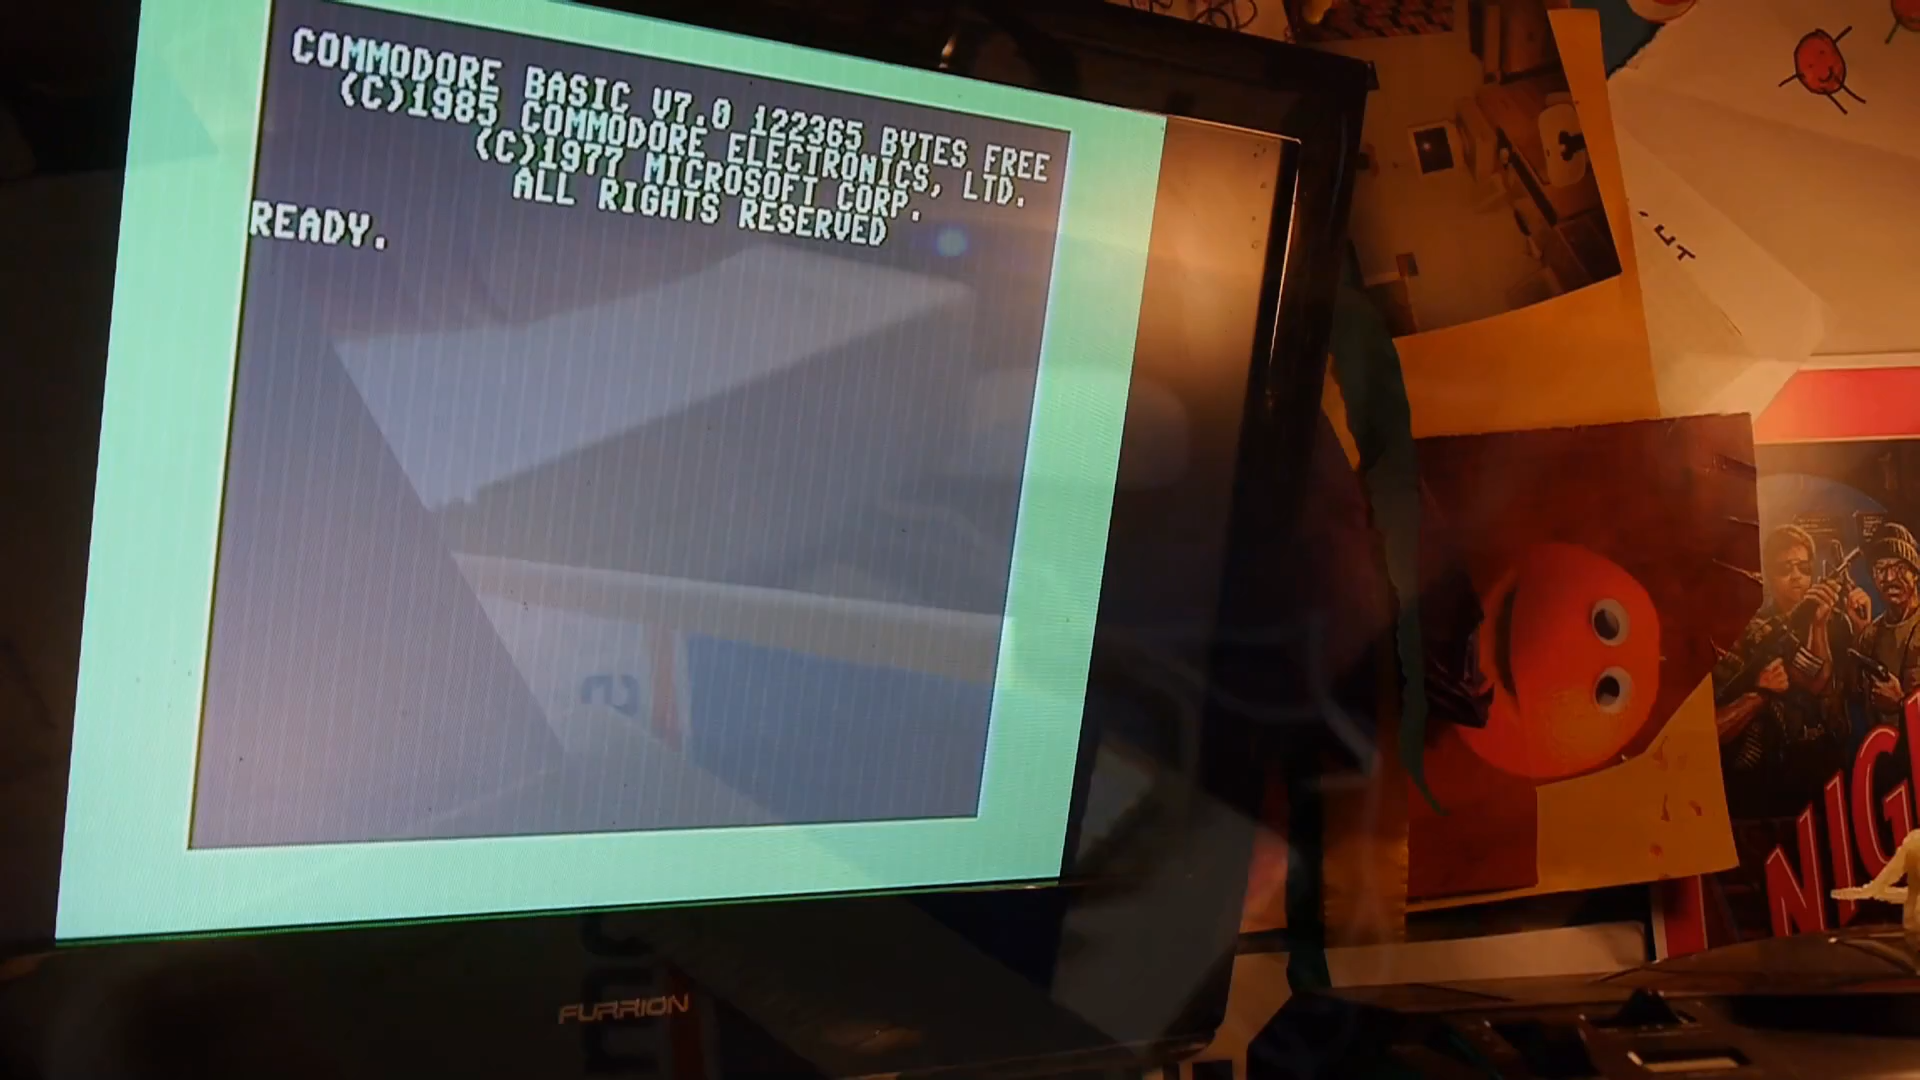 COMMODORE BASIC V7.0 122365 BYTES FREE
(C)1985 COMMODORE ELECTRONICS, LTD.
(C)1977 MICROSOFT CORP.
ALL RIGHTS RESERVED
READY.
FURRION
NIG